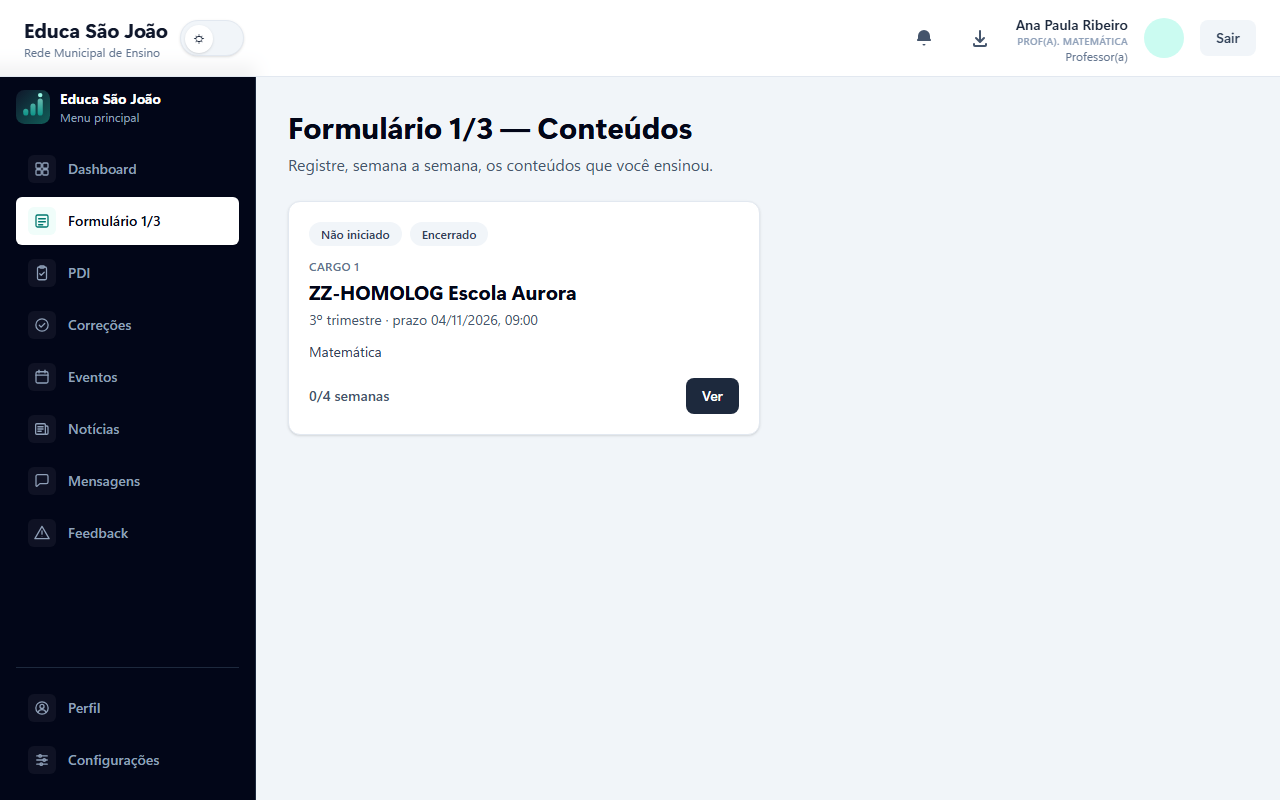 Educa São João
Rede Municipal de Ensino
Ana Paula Ribeiro
PROF(A). MATEMÁTICA
Professor(a)
Sair
Educa São João
Menu principal
Dashboard
Formulário 1/3
PDI
Correções
Eventos
Notícias
Mensagens
Feedback
Perfil
Configurações
Formulário 1/3 — Conteúdos
Registre, semana a semana, os conteúdos que você ensinou.
Não iniciado
Encerrado
CARGO 1
ZZ-HOMOLOG Escola Aurora
3º trimestre · prazo 04/11/2026, 09:00
Matemática
0/4 semanas
Ver